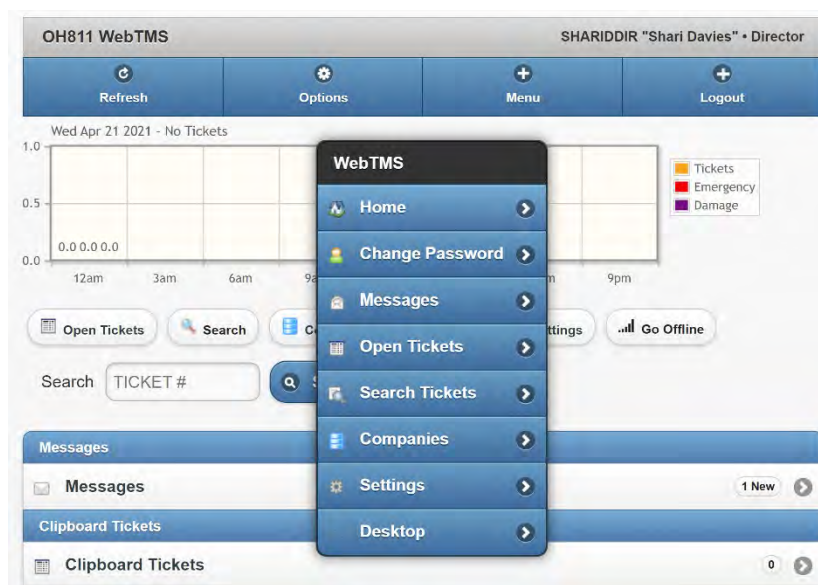 OH811 WebTMS SHARIDDIR "Shari Davies" • Director
Refresh Options Menu Logout
Wed Apr 21 2021 - No Tickets
1.0
0.5
0.0
0.0 0.0 0.0
12am 3am 6am 9pm
Tickets
Emergency
Damage
WebTMS
Home
Change Password
Messages
Open Tickets
Search Tickets
Companies
Settings
Desktop
Open Tickets Search Go Offline
Search TICKET #
Messages
Messages 1 New
Clipboard Tickets
Clipboard Tickets 0